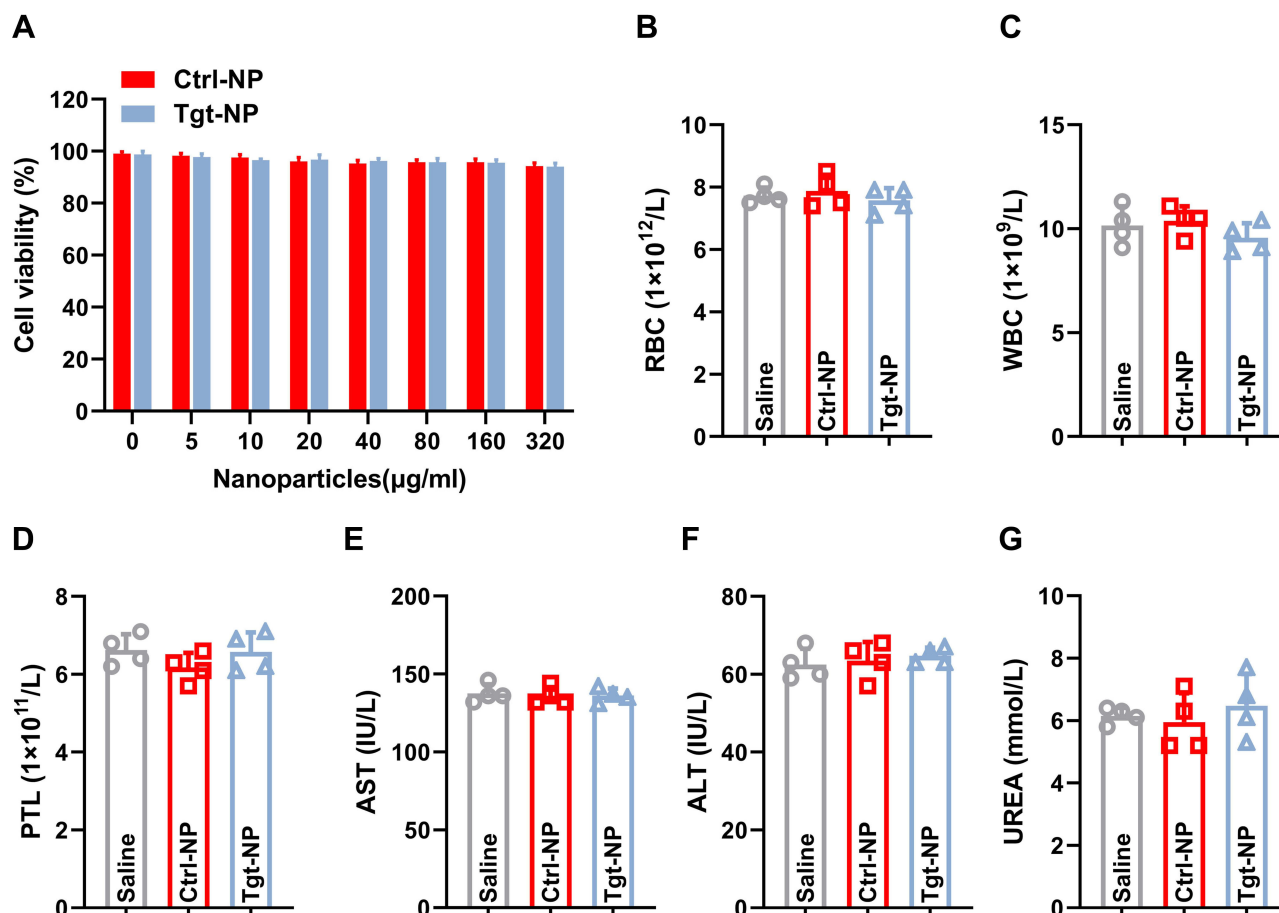 A
Ctrl-NP
Tgt-NP
120
100
80
60
40
20
0
Cell viability (%)
0 5 10 20 40 80 160 320
Nanoparticles(μg/ml)
B
10
8
6
4
2
0
RBC (1×10¹²/L)
Saline
Ctrl-NP
Tgt-NP
C
15
10
5
0
WBC (1×10⁹/L)
Saline
Ctrl-NP
Tgt-NP
D
8
6
4
2
0
PTL (1×10¹¹/L)
Saline
Ctrl-NP
Tgt-NP
E
200
150
100
50
0
AST (IU/L)
Saline
Ctrl-NP
Tgt-NP
F
80
60
40
20
0
ALT (IU/L)
Saline
Ctrl-NP
Tgt-NP
G
10
8
6
4
2
0
UREA (mmol/L)
Saline
Ctrl-NP
Tgt-NP